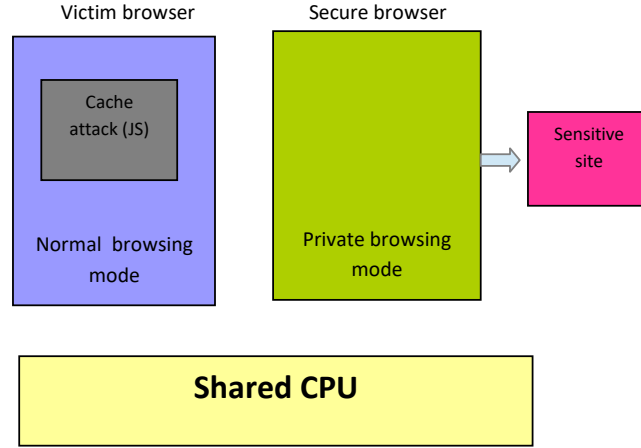 Victim browser
Secure browser
Cache
attack (JS)
Sensitive
site
Normal browsing
mode
Private browsing
mode
Shared CPU